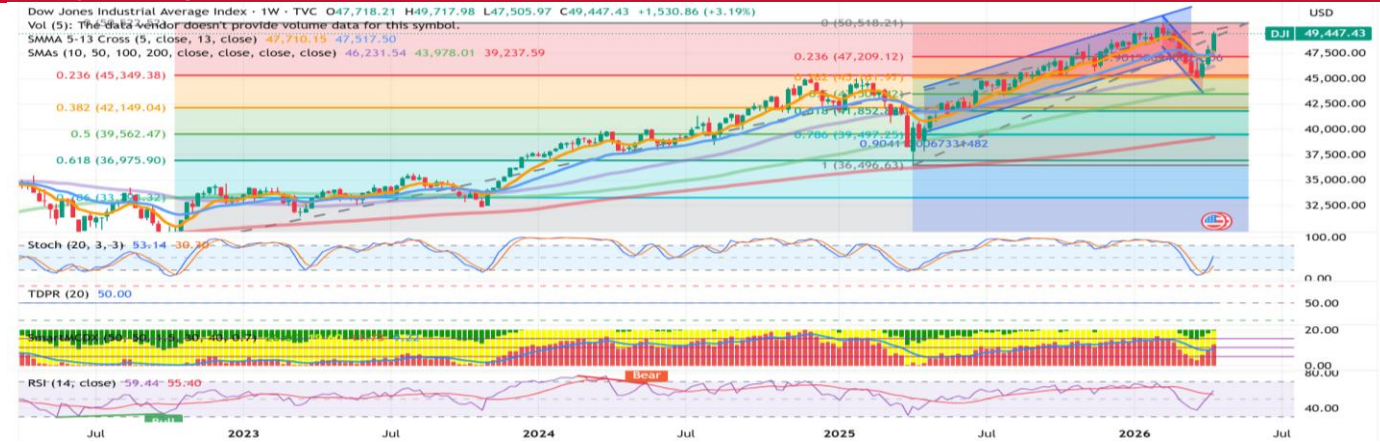 Dow Jones Industrial Average Index · 1W · TVC O47,718.21 H49,717.98 L47,505.97 C49,447.43 +1,530.86 (+3.19%)
Vol (5): The data vendor doesn't provide volume data for this symbol.
SMMA 5-13 Cross (5, close, 13, close) 47,710.15 47,517.50
SMAs (10, 50, 100, 200, close, close, close, close) 46,231.54 43,978.01 39,237.59
USD
DJI 49,447.43
47,500.00
45,000.00
42,500.00
40,000.00
37,500.00
35,000.00
32,500.00
0 (50,518.21)
0.236 (47,209.12)
0.236 (45,349.38)
0.382 (42,149.04)
0.5 (39,562.47)
0.786 (39,497.25)
0.618 (36,975.90)
1 (36,496.63)
Stoch (20, 3, 3) 53.14
100.00
0.00
TDPR (20) 50.00
50.00
20.00
0.00
RSI (14, close) 59.44 55.40
Bear
80.00
40.00
Jul 2023 Jul 2024 Jul 2025 Jul 2026 Jul